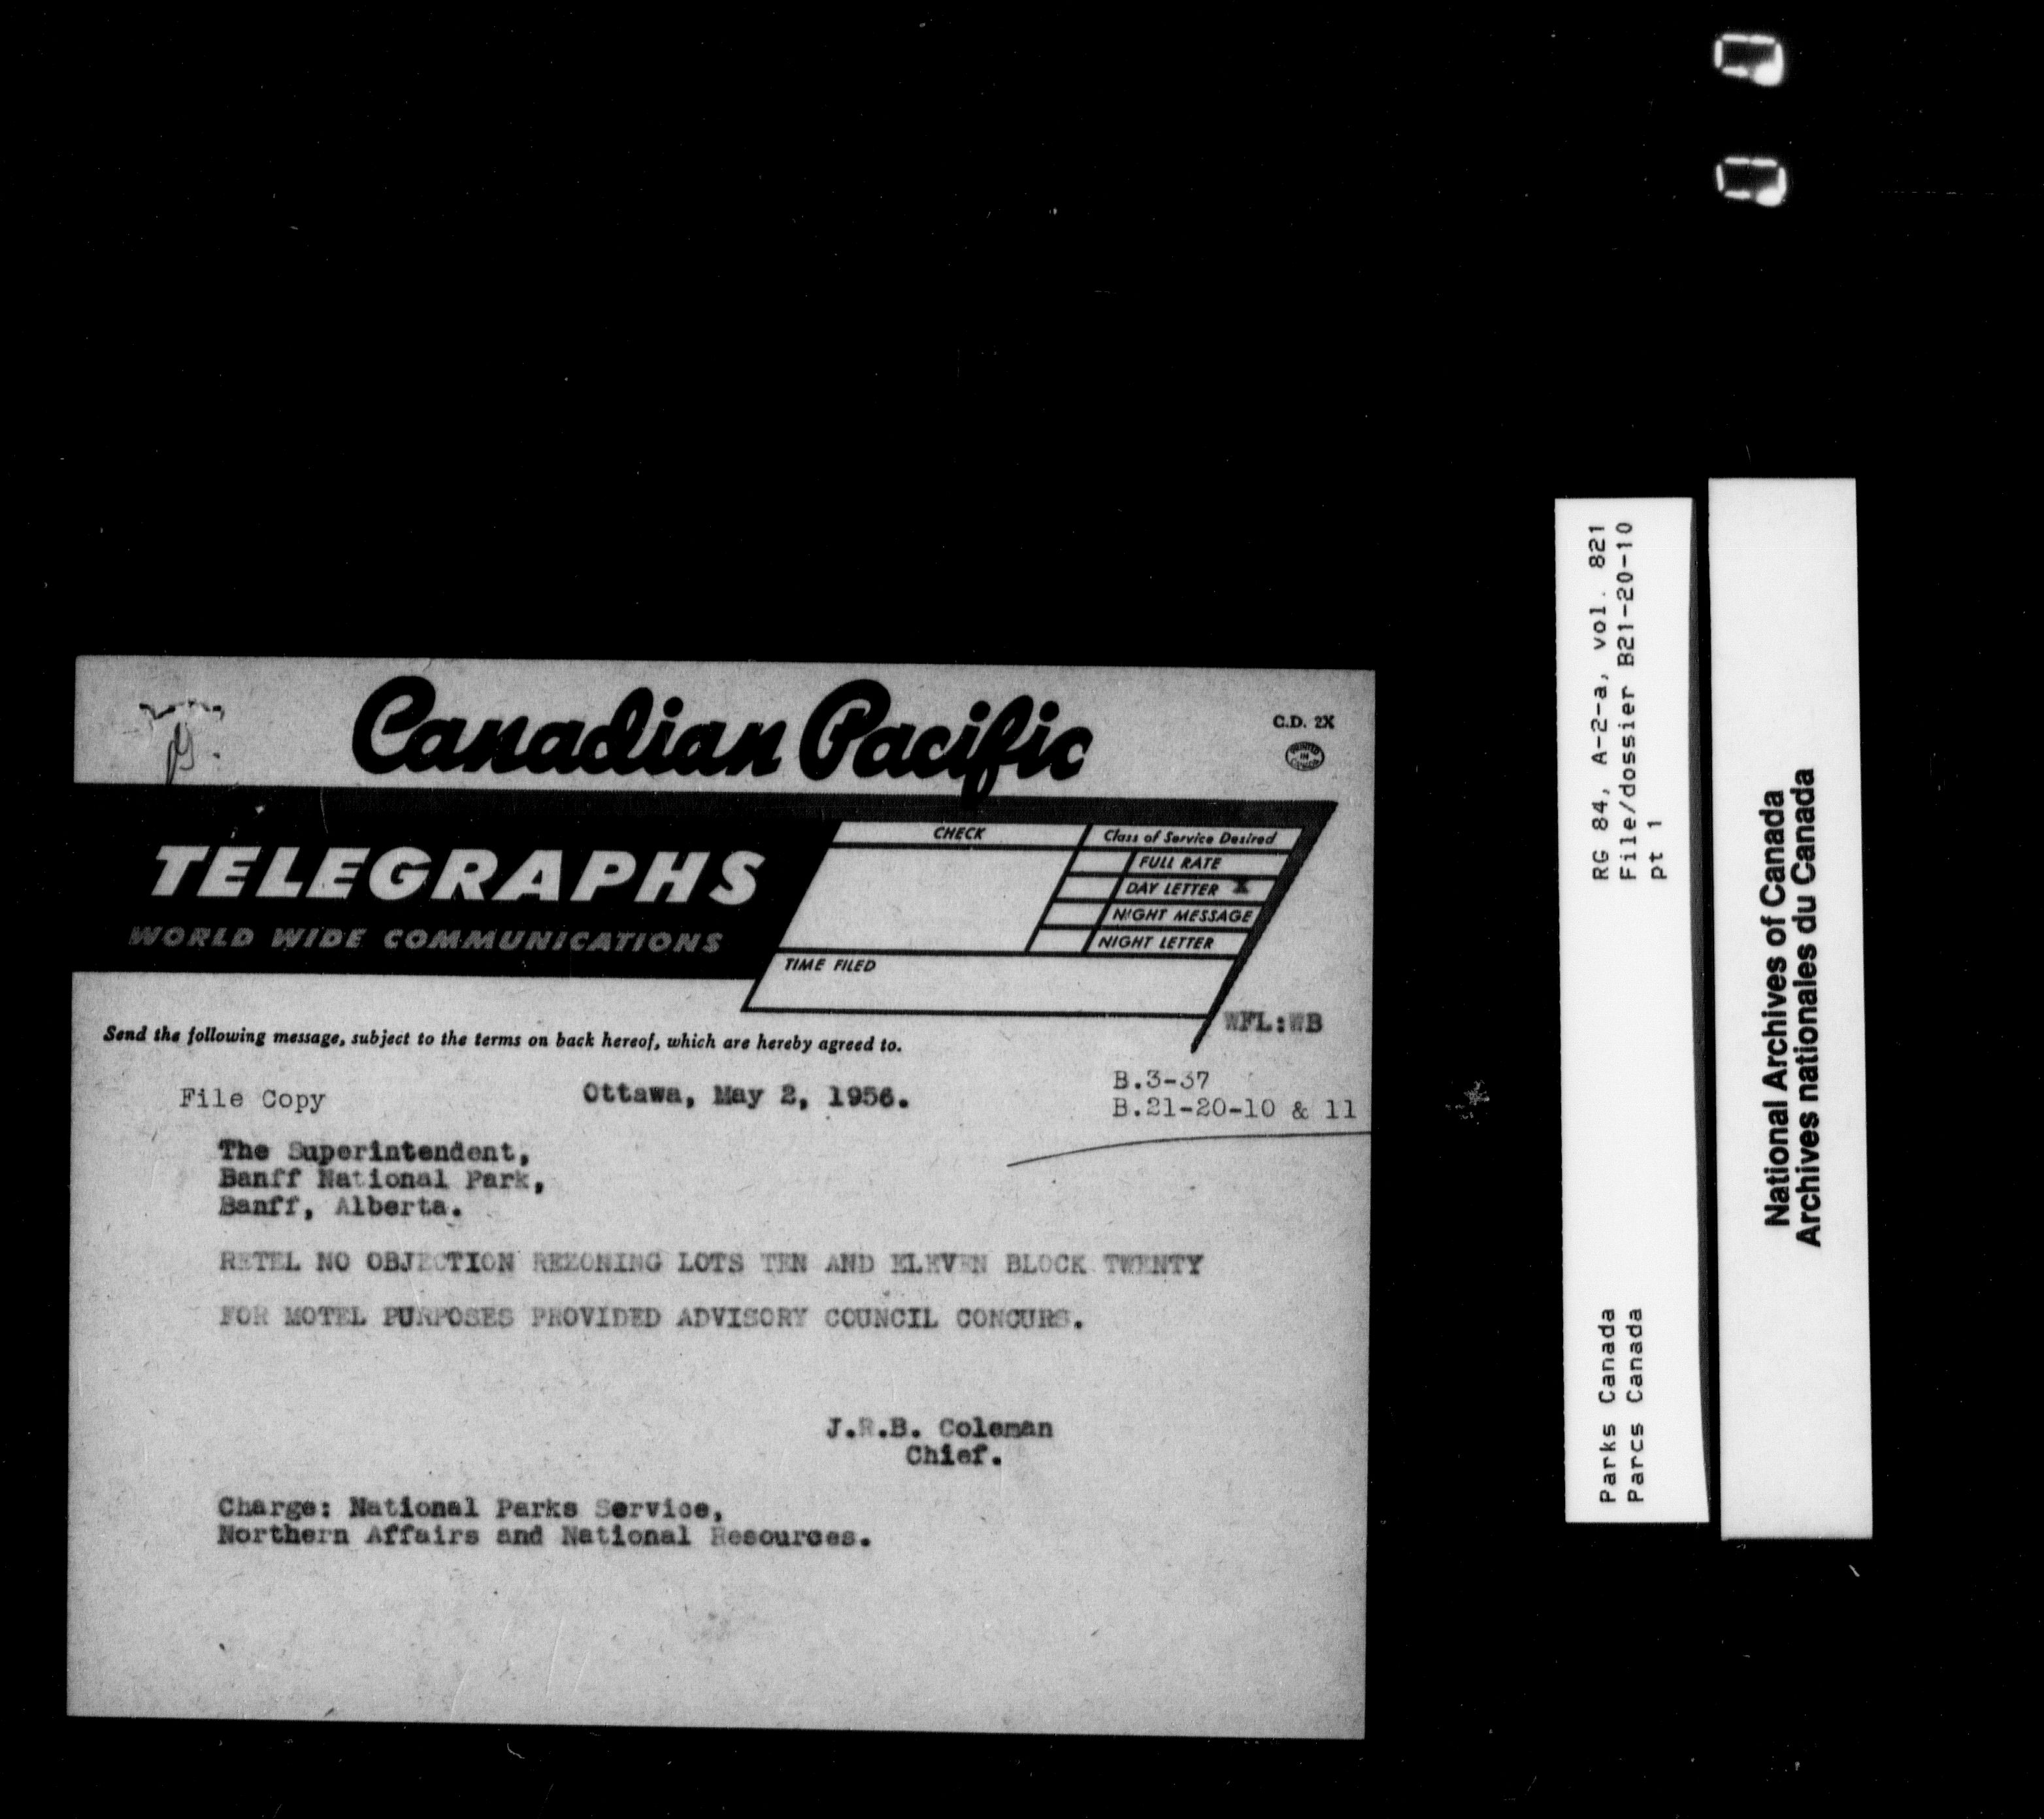 Canadian Pacific
C.D. 2X
PRINTED
IN
CANADA
TELEGRAPHS
WORLD WIDE COMMUNICATIONS
CHECK
Class of Service Desired
FULL RATE
DAY LETTER X
NIGHT MESSAGE
NIGHT LETTER
TIME FILED
WFL:WB
Send the following message, subject to the terms on back hereof, which are hereby agreed to.
File Copy
Ottawa, May 2, 1956.
B.3-37
B.21-20-10 & 11
The Superintendent,
Banff National Park,
Banff, Alberta.
RETEL NO OBJECTION REZONING LOTS TEN AND ELEVEN BLOCK TWENTY
FOR MOTEL PURPOSES PROVIDED ADVISORY COUNCIL CONCURS.
J.R.B. Coleman
Chief.
Charge: National Parks Service,
Northern Affairs and National Resources.
RG 84, A-2-a, vol. 821
File/dossier B21-20-10
pt 1
Parks Canada
Parcs Canada
National Archives of Canada
Archives nationales du Canada